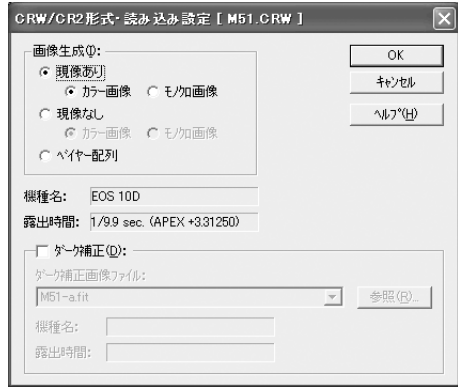 CRW/CR2形式・読み込み設定 [ M51.CRW ]
画像生成(I):
現像あり
カラー画像 モノクロ画像
現像なし
カラー画像 モノクロ画像
ベイヤー配列
OK
キャンセル
ヘルプ(H)
機種名: EOS 10D
露出時間: 1/9.9 sec. (APEX +3.31250)
ダーク補正(D):
ダーク補正画像ファイル:
M51-a.fit 参照(R)...
機種名:
露出時間: